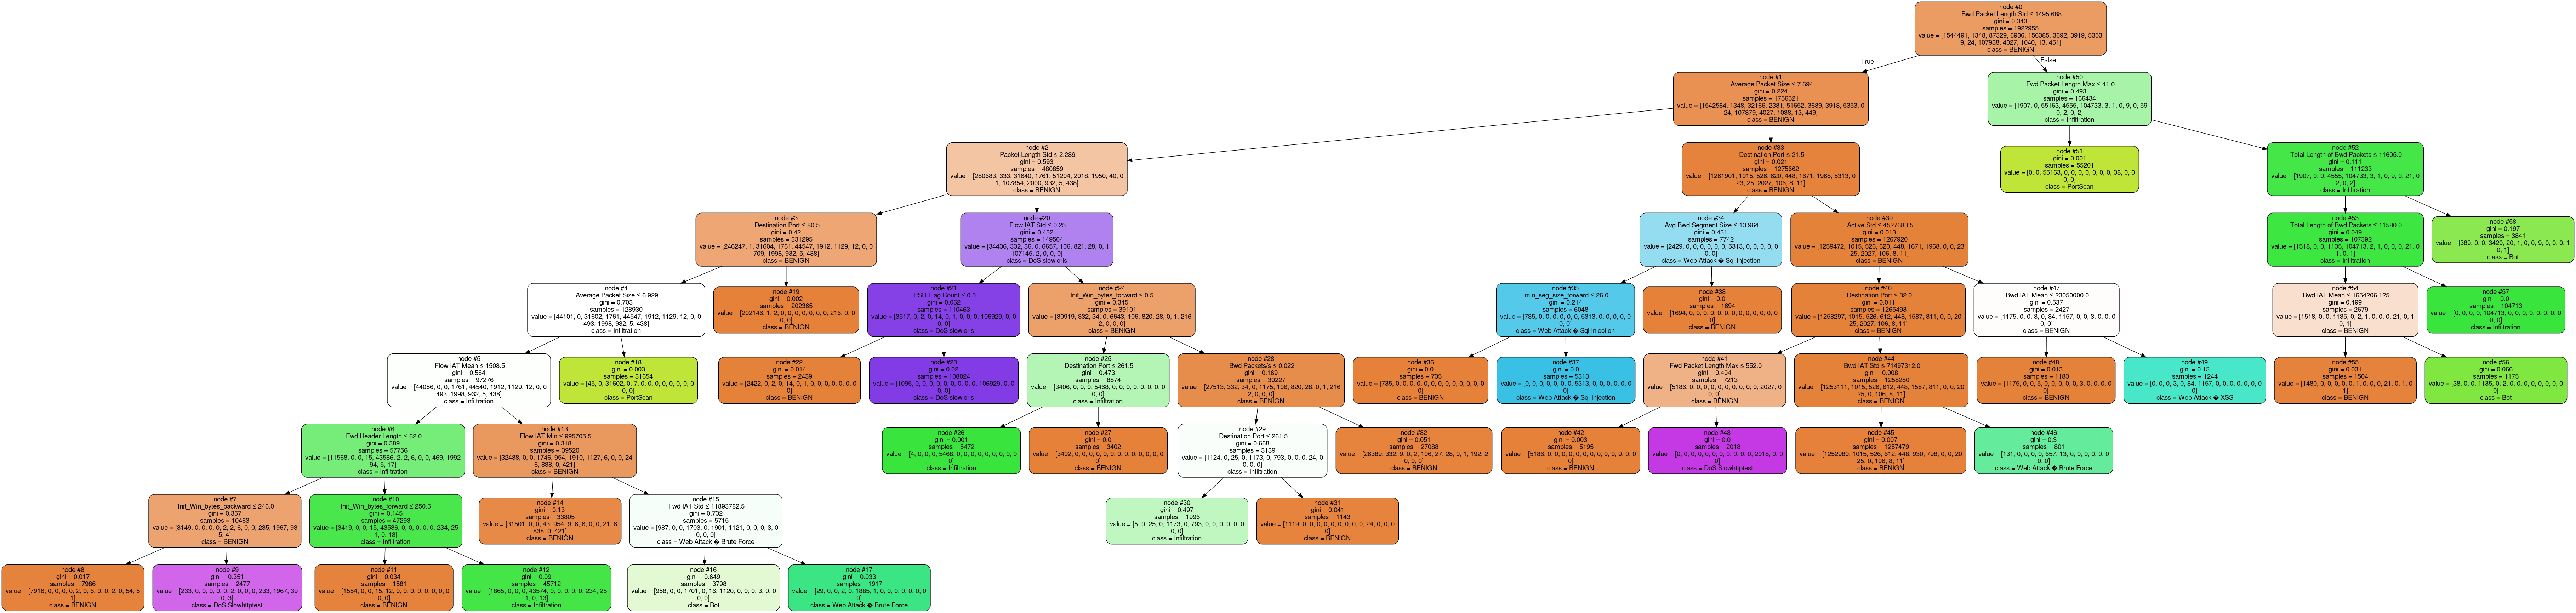 node #0
Bwd Packet Length Std ≤ 1495.688
gini = 0.343
samples = 1922955
value = [1544491, 1348, 87329, 6936, 156385, 3692, 3919, 5353
9, 24, 107938, 4027, 1040, 13, 451]
class = BENIGN
True
False
node #1
Average Packet Size ≤ 7.694
gini = 0.224
samples = 1756521
value = [1542584, 1348, 32166, 2381, 51652, 3689, 3918, 5353, 0
24, 107879, 4027, 1038, 13, 449]
class = BENIGN
node #50
Fwd Packet Length Max ≤ 41.0
gini = 0.493
samples = 166434
value = [1907, 0, 55163, 4555, 104733, 3, 1, 0, 9, 0, 59
0, 2, 0, 2]
class = Infiltration
node #2
Packet Length Std ≤ 2.289
gini = 0.593
samples = 480859
value = [280683, 333, 31640, 1761, 51204, 2018, 1950, 40, 0
1, 107854, 2000, 932, 5, 438]
class = BENIGN
node #33
Destination Port ≤ 21.5
gini = 0.021
samples = 1275662
value = [1261901, 1015, 526, 620, 448, 1671, 1968, 5313, 0
23, 25, 2027, 106, 8, 11]
class = BENIGN
node #51
gini = 0.001
samples = 55201
value = [0, 0, 55163, 0, 0, 0, 0, 0, 0, 0, 38, 0, 0
0, 0]
class = PortScan
node #52
Total Length of Bwd Packets ≤ 11605.0
gini = 0.111
samples = 111233
value = [1907, 0, 0, 4555, 104733, 3, 1, 0, 9, 0, 21, 0
2, 0, 2]
class = Infiltration
node #3
Destination Port ≤ 80.5
gini = 0.42
samples = 331295
value = [246247, 1, 31604, 1761, 44547, 1912, 1129, 12, 0, 0
709, 1998, 932, 5, 438]
class = BENIGN
node #20
Flow IAT Std ≤ 0.25
gini = 0.432
samples = 149564
value = [34436, 332, 36, 0, 6657, 106, 821, 28, 0, 1
107145, 2, 0, 0, 0]
class = DoS slowloris
node #34
Avg Bwd Segment Size ≤ 13.964
gini = 0.431
samples = 7742
value = [2429, 0, 0, 0, 0, 0, 0, 5313, 0, 0, 0, 0, 0
0, 0]
class = Web Attack � Sql Injection
node #39
Active Std ≤ 4527683.5
gini = 0.013
samples = 1267920
value = [1259472, 1015, 526, 620, 448, 1671, 1968, 0, 0, 23
25, 2027, 106, 8, 11]
class = BENIGN
node #53
Total Length of Bwd Packets ≤ 11580.0
gini = 0.049
samples = 107392
value = [1518, 0, 0, 1135, 104713, 2, 1, 0, 0, 0, 21, 0
1, 0, 1]
class = Infiltration
node #58
gini = 0.197
samples = 3841
value = [389, 0, 0, 3420, 20, 1, 0, 0, 9, 0, 0, 0, 1
0, 1]
class = Bot
node #4
Average Packet Size ≤ 6.929
gini = 0.703
samples = 128930
value = [44101, 0, 31602, 1761, 44547, 1912, 1129, 12, 0, 0
493, 1998, 932, 5, 438]
class = Infiltration
node #19
gini = 0.002
samples = 202365
value = [202146, 1, 2, 0, 0, 0, 0, 0, 0, 0, 216, 0, 0
0, 0]
class = BENIGN
node #21
PSH Flag Count ≤ 0.5
gini = 0.062
samples = 110463
value = [3517, 0, 2, 0, 14, 0, 1, 0, 0, 0, 106929, 0, 0
0, 0]
class = DoS slowloris
node #24
Init_Win_bytes_forward ≤ 0.5
gini = 0.345
samples = 39101
value = [30919, 332, 34, 0, 6643, 106, 820, 28, 0, 1, 216
2, 0, 0, 0]
class = BENIGN
node #35
min_seg_size_forward ≤ 26.0
gini = 0.214
samples = 6048
value = [735, 0, 0, 0, 0, 0, 0, 5313, 0, 0, 0, 0, 0
0, 0]
class = Web Attack � Sql Injection
node #38
gini = 0.0
samples = 1694
value = [1694, 0, 0, 0, 0, 0, 0, 0, 0, 0, 0, 0, 0, 0
0]
class = BENIGN
node #40
Destination Port ≤ 32.0
gini = 0.011
samples = 1265493
value = [1258297, 1015, 526, 612, 448, 1587, 811, 0, 0, 20
25, 2027, 106, 8, 11]
class = BENIGN
node #47
Bwd IAT Mean ≤ 23050000.0
gini = 0.537
samples = 2427
value = [1175, 0, 0, 8, 0, 84, 1157, 0, 0, 3, 0, 0, 0
0, 0]
class = BENIGN
node #54
Bwd IAT Mean ≤ 1654206.125
gini = 0.499
samples = 2679
value = [1518, 0, 0, 1135, 0, 2, 1, 0, 0, 0, 21, 0, 1
0, 1]
class = BENIGN
node #57
gini = 0.0
samples = 104713
value = [0, 0, 0, 0, 104713, 0, 0, 0, 0, 0, 0, 0, 0
0, 0]
class = Infiltration
node #5
Flow IAT Mean ≤ 1508.5
gini = 0.584
samples = 97276
value = [44056, 0, 0, 1761, 44540, 1912, 1129, 12, 0, 0
493, 1998, 932, 5, 438]
class = Infiltration
node #18
gini = 0.003
samples = 31654
value = [45, 0, 31602, 0, 7, 0, 0, 0, 0, 0, 0, 0, 0
0, 0]
class = PortScan
node #22
gini = 0.014
samples = 2439
value = [2422, 0, 2, 0, 14, 0, 1, 0, 0, 0, 0, 0, 0, 0
0]
class = BENIGN
node #23
gini = 0.02
samples = 108024
value = [1095, 0, 0, 0, 0, 0, 0, 0, 0, 0, 106929, 0, 0
0, 0]
class = DoS slowloris
node #25
Destination Port ≤ 261.5
gini = 0.473
samples = 8874
value = [3406, 0, 0, 0, 5468, 0, 0, 0, 0, 0, 0, 0, 0
0, 0]
class = Infiltration
node #28
Bwd Packets/s ≤ 0.022
gini = 0.169
samples = 30227
value = [27513, 332, 34, 0, 1175, 106, 820, 28, 0, 1, 216
2, 0, 0, 0]
class = BENIGN
node #36
gini = 0.0
samples = 735
value = [735, 0, 0, 0, 0, 0, 0, 0, 0, 0, 0, 0, 0, 0
0]
class = BENIGN
node #37
gini = 0.0
samples = 5313
value = [0, 0, 0, 0, 0, 0, 0, 5313, 0, 0, 0, 0, 0, 0
0]
class = Web Attack � Sql Injection
node #41
Fwd Packet Length Max ≤ 552.0
gini = 0.404
samples = 7213
value = [5186, 0, 0, 0, 0, 0, 0, 0, 0, 0, 0, 2027, 0
0, 0]
class = BENIGN
node #44
Bwd IAT Std ≤ 71497312.0
gini = 0.008
samples = 1258280
value = [1253111, 1015, 526, 612, 448, 1587, 811, 0, 0, 20
25, 0, 106, 8, 11]
class = BENIGN
node #48
gini = 0.013
samples = 1183
value = [1175, 0, 0, 5, 0, 0, 0, 0, 0, 3, 0, 0, 0, 0
0]
class = BENIGN
node #49
gini = 0.13
samples = 1244
value = [0, 0, 0, 3, 0, 84, 1157, 0, 0, 0, 0, 0, 0, 0
0]
class = Web Attack � XSS
node #55
gini = 0.031
samples = 1504
value = [1480, 0, 0, 0, 0, 0, 1, 0, 0, 0, 21, 0, 1, 0
1]
class = BENIGN
node #56
gini = 0.066
samples = 1175
value = [38, 0, 0, 1135, 0, 2, 0, 0, 0, 0, 0, 0, 0, 0
0]
class = Bot
node #6
Fwd Header Length ≤ 62.0
gini = 0.389
samples = 57756
value = [11568, 0, 0, 15, 43586, 2, 2, 6, 0, 0, 469, 1992
94, 5, 17]
class = Infiltration
node #13
Flow IAT Min ≤ 995705.5
gini = 0.318
samples = 39520
value = [32488, 0, 0, 1746, 954, 1910, 1127, 6, 0, 0, 24
6, 838, 0, 421]
class = BENIGN
node #26
gini = 0.001
samples = 5472
value = [4, 0, 0, 0, 5468, 0, 0, 0, 0, 0, 0, 0, 0, 0
0]
class = Infiltration
node #27
gini = 0.0
samples = 3402
value = [3402, 0, 0, 0, 0, 0, 0, 0, 0, 0, 0, 0, 0, 0
0]
class = BENIGN
node #29
Destination Port ≤ 261.5
gini = 0.668
samples = 3139
value = [1124, 0, 25, 0, 1173, 0, 793, 0, 0, 0, 24, 0
0, 0, 0]
class = Infiltration
node #32
gini = 0.051
samples = 27088
value = [26389, 332, 9, 0, 2, 106, 27, 28, 0, 1, 192, 2
0, 0, 0]
class = BENIGN
node #42
gini = 0.003
samples = 5195
value = [5186, 0, 0, 0, 0, 0, 0, 0, 0, 0, 0, 9, 0, 0
0]
class = BENIGN
node #43
gini = 0.0
samples = 2018
value = [0, 0, 0, 0, 0, 0, 0, 0, 0, 0, 0, 2018, 0, 0
0]
class = DoS Slowhttptest
node #45
gini = 0.007
samples = 1257479
value = [1252980, 1015, 526, 612, 448, 930, 798, 0, 0, 20
25, 0, 106, 8, 11]
class = BENIGN
node #46
gini = 0.3
samples = 801
value = [131, 0, 0, 0, 0, 657, 13, 0, 0, 0, 0, 0, 0, 0
0]
class = Web Attack � Brute Force
node #7
Init_Win_bytes_backward ≤ 246.0
gini = 0.357
samples = 10463
value = [8149, 0, 0, 0, 0, 2, 2, 6, 0, 0, 235, 1967, 93
5, 4]
class = BENIGN
node #10
Init_Win_bytes_forward ≤ 250.5
gini = 0.145
samples = 47293
value = [3419, 0, 0, 15, 43586, 0, 0, 0, 0, 0, 234, 25
1, 0, 13]
class = Infiltration
node #14
gini = 0.13
samples = 33805
value = [31501, 0, 0, 43, 954, 9, 6, 6, 0, 0, 21, 6
838, 0, 421]
class = BENIGN
node #15
Fwd IAT Std ≤ 11893782.5
gini = 0.732
samples = 5715
value = [987, 0, 0, 1703, 0, 1901, 1121, 0, 0, 0, 3, 0
0, 0, 0]
class = Web Attack � Brute Force
node #30
gini = 0.497
samples = 1996
value = [5, 0, 25, 0, 1173, 0, 793, 0, 0, 0, 0, 0, 0
0, 0]
class = Infiltration
node #31
gini = 0.041
samples = 1143
value = [1119, 0, 0, 0, 0, 0, 0, 0, 0, 0, 24, 0, 0, 0
0]
class = BENIGN
node #8
gini = 0.017
samples = 7986
value = [7916, 0, 0, 0, 0, 2, 0, 6, 0, 0, 2, 0, 54, 5
1]
class = BENIGN
node #9
gini = 0.351
samples = 2477
value = [233, 0, 0, 0, 0, 0, 2, 0, 0, 0, 233, 1967, 39
0, 3]
class = DoS Slowhttptest
node #11
gini = 0.034
samples = 1581
value = [1554, 0, 0, 15, 12, 0, 0, 0, 0, 0, 0, 0, 0
0, 0]
class = BENIGN
node #12
gini = 0.09
samples = 45712
value = [1865, 0, 0, 0, 43574, 0, 0, 0, 0, 0, 234, 25
1, 0, 13]
class = Infiltration
node #16
gini = 0.649
samples = 3798
value = [958, 0, 0, 1701, 0, 16, 1120, 0, 0, 0, 3, 0, 0
0, 0]
class = Bot
node #17
gini = 0.033
samples = 1917
value = [29, 0, 0, 2, 0, 1885, 1, 0, 0, 0, 0, 0, 0, 0
0]
class = Web Attack � Brute Force